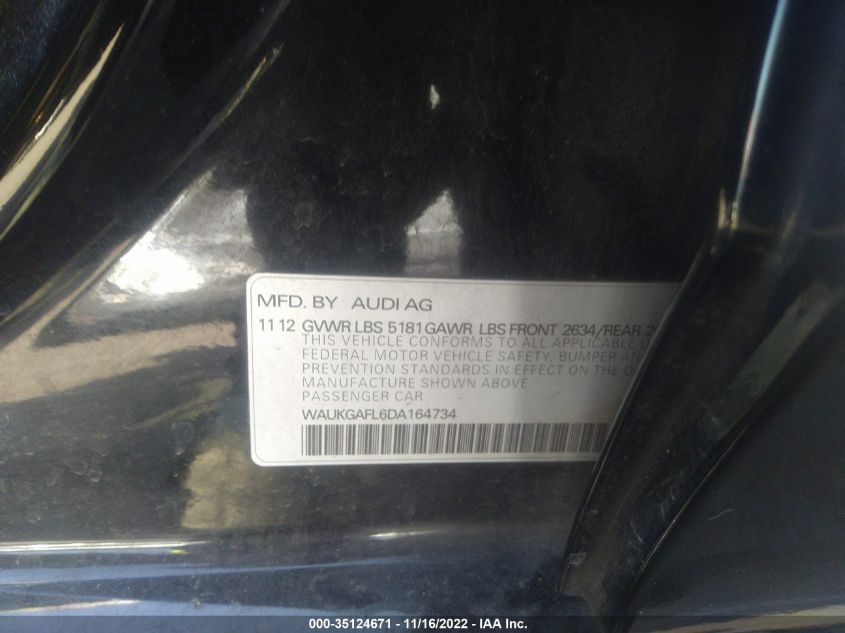 MFD. BY AUDI AG
11 12 GVWR LBS 5181 GAWR LBS FRONT 2634/REAR 2
THIS VEHICLE CONFORMS TO ALL APPLICABLE U
FEDERAL MOTOR VEHICLE SAFETY, BUMPER AN
PREVENTION STANDARDS IN EFFECT ON THE D
MANUFACTURE SHOWN ABOVE
PASSENGER CAR
WAUKGAFL6DA164734
000-35124671 - 11/16/2022 - IAA Inc.